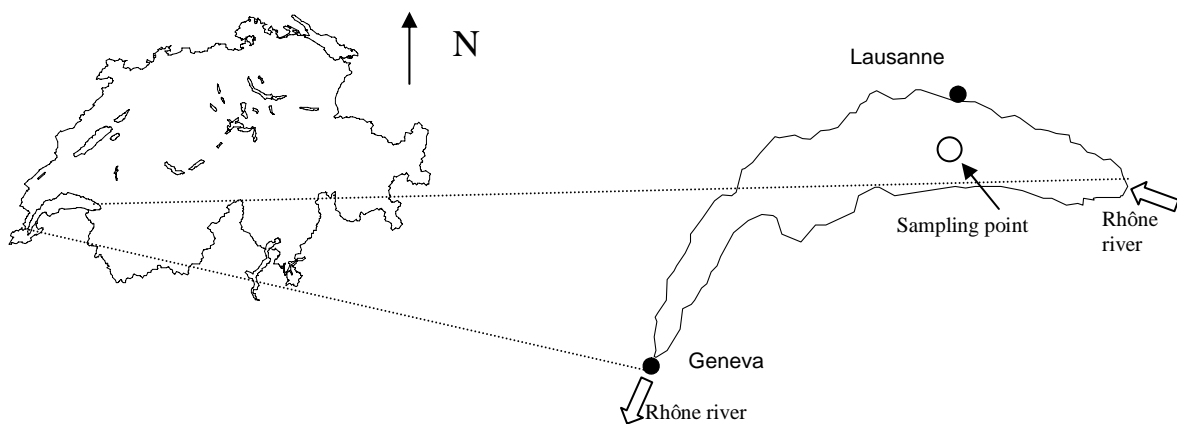 N
Lausanne
Sampling point
Rhône
river
Geneva
Rhône river